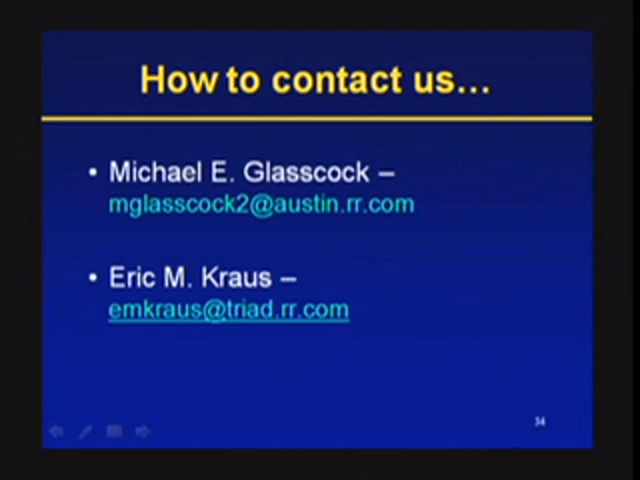 How to contact us…
• Michael E. Glasscock –
mglasscock2@austin.rr.com
• Eric M. Kraus –
emkraus@triad.rr.com
34